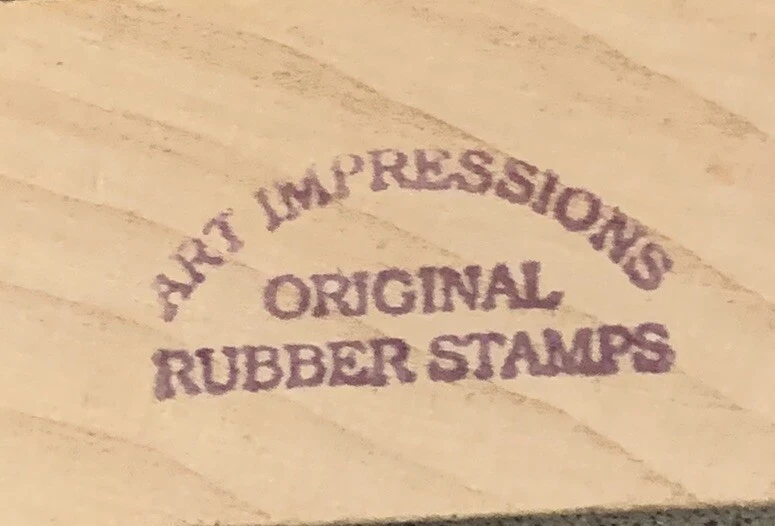 ART IMPRESSIONS
ORIGINAL
RUBBER STAMPS